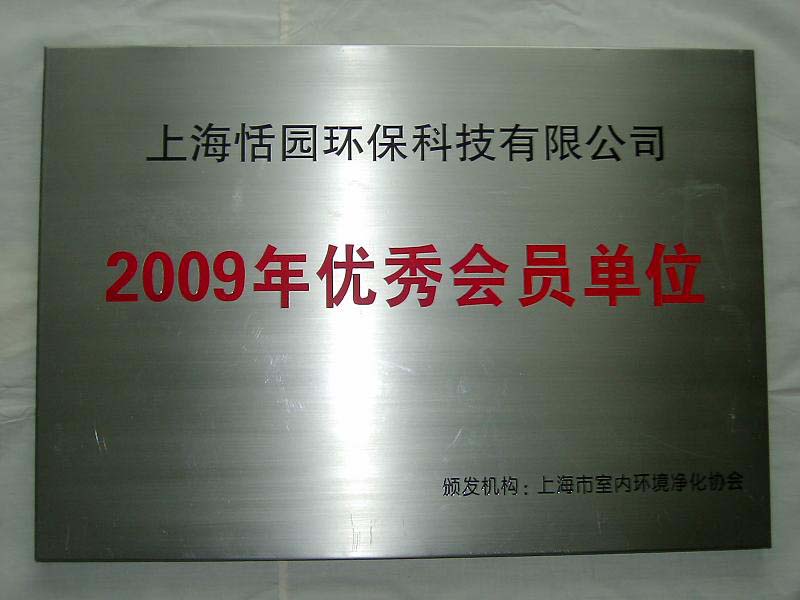 上海恬园环保科技有限公司
2009年优秀会员单位
颁发机构：上海市室内环境净化协会